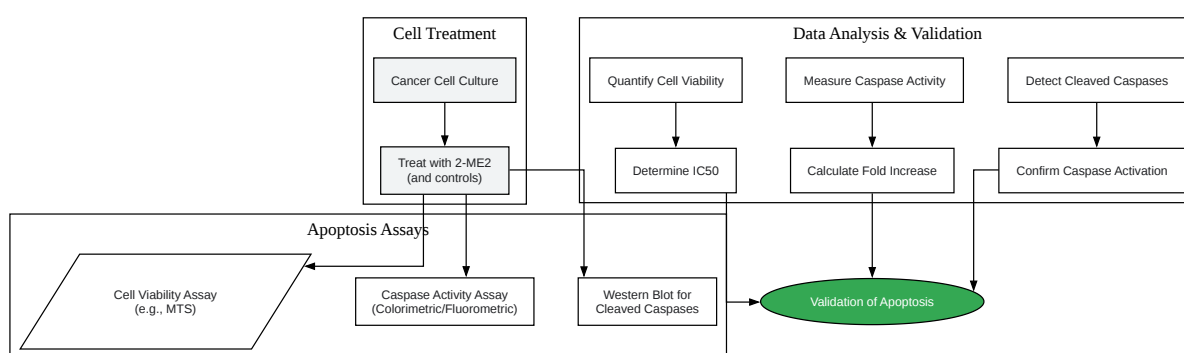 Cell Treatment
Data Analysis & Validation
Cancer Cell Culture
Quantify Cell Viability
Measure Caspase Activity
Detect Cleaved Caspases
Treat with 2-ME2
(and controls)
Determine IC50
Calculate Fold Increase
Confirm Caspase Activation
Apoptosis Assays
Cell Viability Assay
(e.g., MTS)
Caspase Activity Assay
(Colorimetric/Fluorometric)
Western Blot for
Cleaved Caspases
Validation of Apoptosis